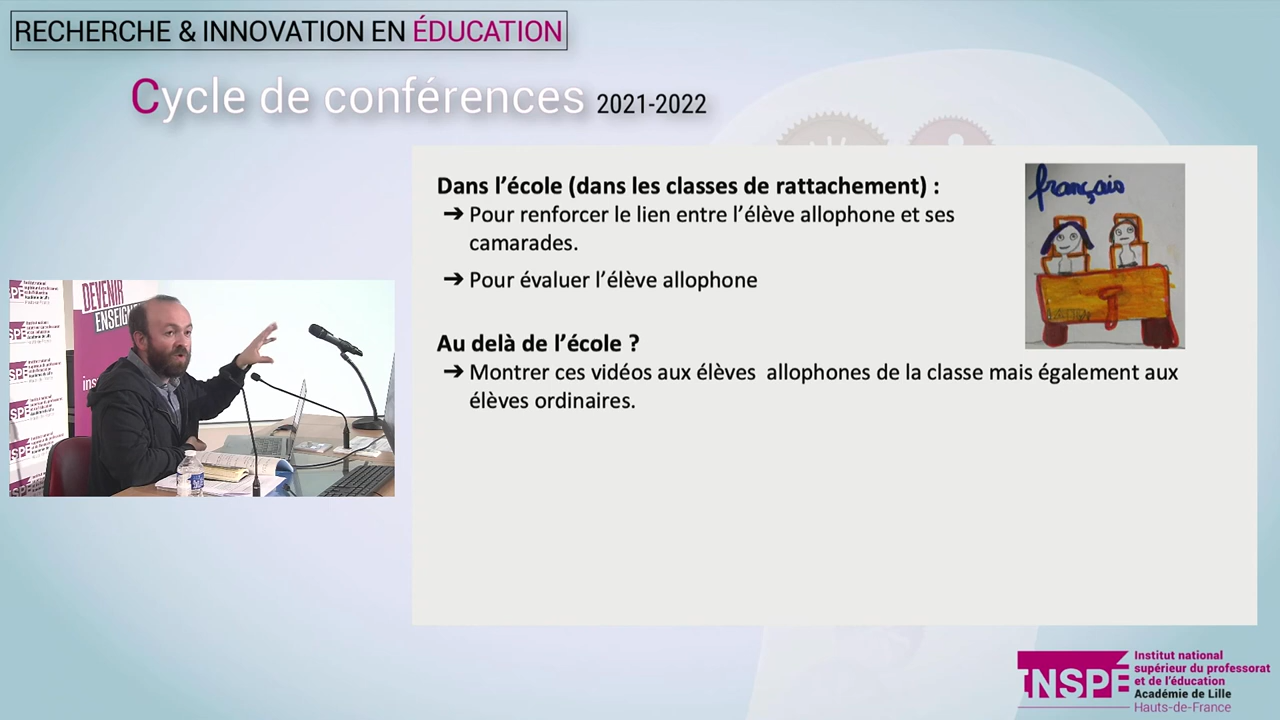 RECHERCHE & INNOVATION EN ÉDUCATION
Cycle de conférences 2021-2022
Dans l’école (dans les classes de rattachement) :
➔ Pour renforcer le lien entre l’élève allophone et ses
camarades.
➔ Pour évaluer l’élève allophone
Au delà de l’école ?
➔ Montrer ces vidéos aux élèves allophones de la classe mais également aux
élèves ordinaires.
français
DEVENIR
INSPÉ
Institut national
supérieur du professorat
et de l’éducation
Académie de Lille
Hauts-de-France